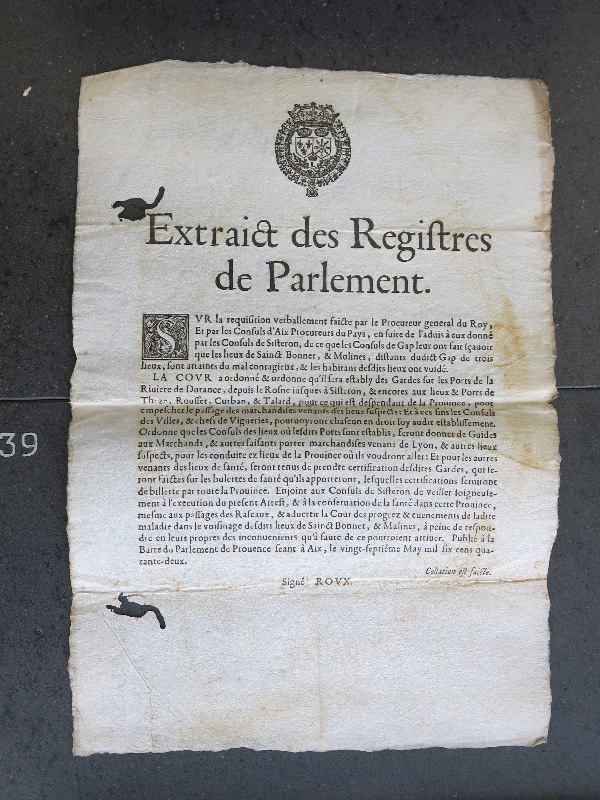 Extraict des Registres
de Parlement.
SVR la requisition verballement faicte par le Procureur general du Roy,
Et par les Consuls d'Aix Procureurs du Pays, en suite de l'aduis à eux donné
par les Consuls de Sisteron, de ce que les Consuls de Gap leur ont fait sçauoir
que les lieux de Sainct Bonnet, & Molines, distants dudict Gap de trois
lieux, sont attaints du mal contagieux, & les habitans desdits lieux ont vuidé.
LA COVR a ordonné & ordonne qu'il sera estably des Gardes sur les Ports de la
Riuiere de Durance, depuis le Rosne iusques à Sisteron, & encores aux lieux & Ports de
Theze, Rousset, Curban, & Talard, pour ce qui est despendant de la Prouince, pour
empescher le passage des marchandises venants des lieux suspects: Et à ces fins les Consuls
des Villes, & chefs de Vigueries, pouruoyront chascun en droit soy audit establissement.
Ordonne que les Consuls des lieux où lesdits Ports sont establis, seront donner de Guides
aux Marchands, & autres faisants porter marchandises venans de Lyon, & autres lieux
suspects, pour les conduire ez lieux de la Prouince où ils voudront aller: Et pour les autres
venants des lieux de santé, seront tenus de prendre certification desdites Gardes, qui se-
ront faictes sur les buletes de santé qu'ils apporteront, lesquelles certifications seruiront
de billette par toute la Prouince. Enjoint aux Consuls de Sisteron de veiller soigneuse-
ment à l'execution du present Arrest, & à la conseruation de la santé dans cette Prouince,
mesme aux passages des Raseaux, & aduertir la Cour des progrez & euenements de ladite
maladie dans le voisinage desdits lieux de Sainct Bonnet, & Malines, à peine de respon-
dre en leurs propres des inconueniens qu'à faute de ce pourroient arriuer. Publié à la
Barre du Parlement de Prouence seant à Aix, le vingt-septiéme May mil six cens qua-
rante-deux.
Collation est faicte.
Signé ROVX.
39